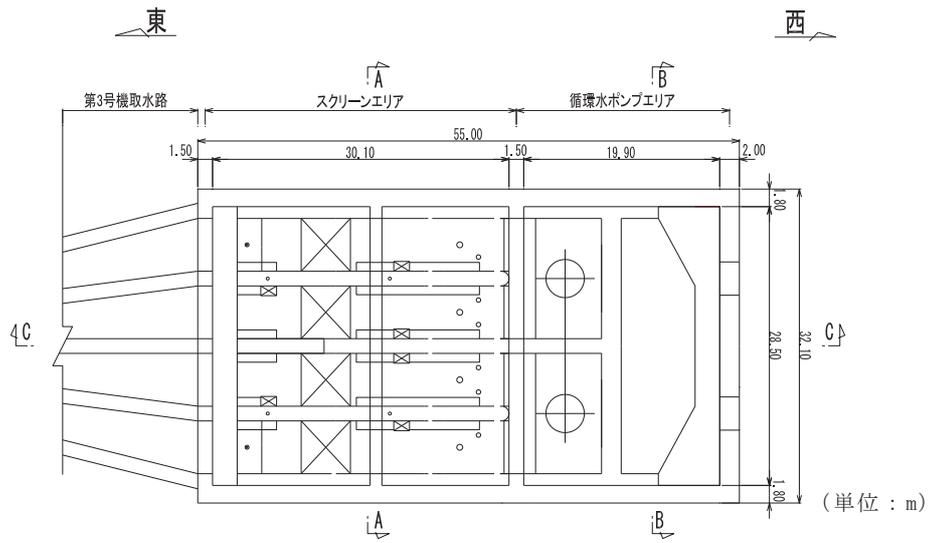 東
西
A
B
第3号機取水路
スクリーンエリア
循環水ポンプエリア
55.00
1.50
30.10
1.50
19.90
2.00
1.80
C
C
28.50
32.10
1.80
A
B
(単位：m)